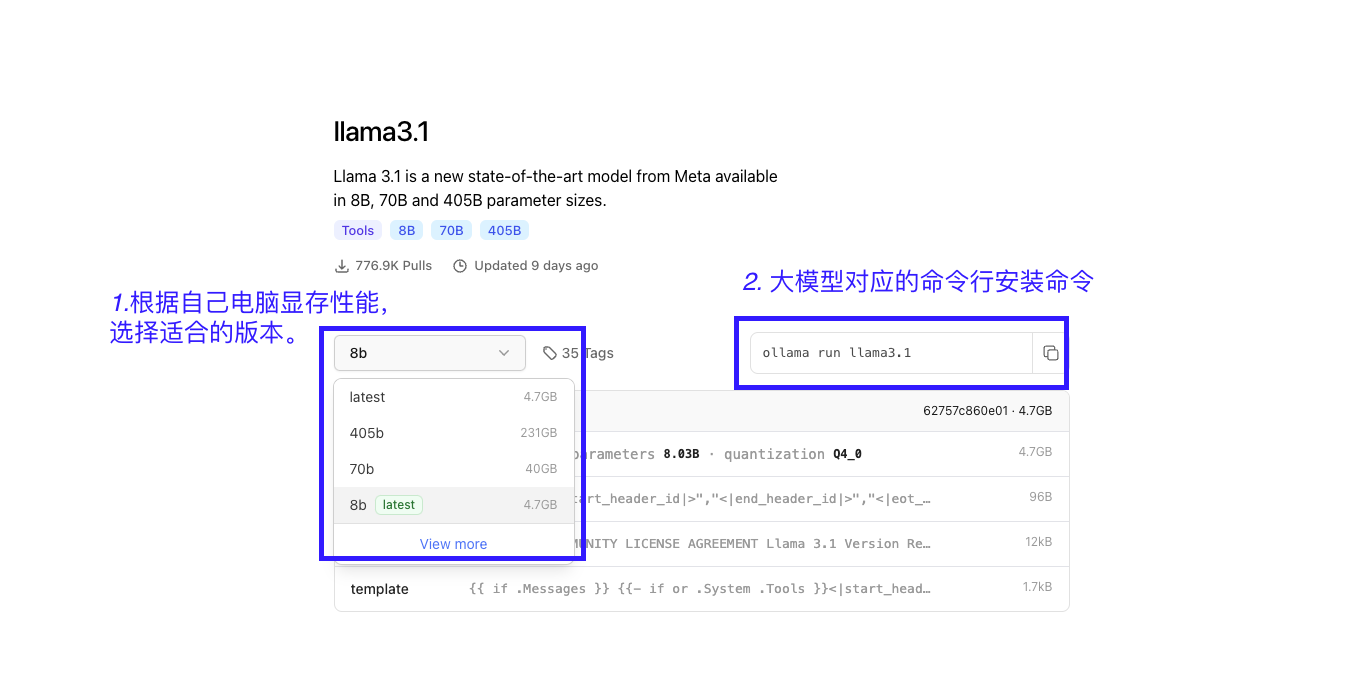 llama3.1
Llama 3.1 is a new state-of-the-art model from Meta available
in 8B, 70B and 405B parameter sizes.
Tools 8B 70B 405B
776.9K Pulls Updated 9 days ago
1.根据自己电脑显存性能,
选择适合的版本。
2. 大模型对应的命令行安装命令
8b 35 Tags ollama run llama3.1
latest 4.7GB
405b 231GB
70b 40GB
8b latest 4.7GB
View more
62757c860e01 · 4.7GB
arameters 8.03B · quantization Q4_0 4.7GB
art_header_id|>","<|end_header_id|>","<|eot_… 96B
UNITY LICENSE AGREEMENT Llama 3.1 Version Re… 12kB
template {{ if .Messages }} {{- if or .System .Tools }}<|start_head… 1.7kB